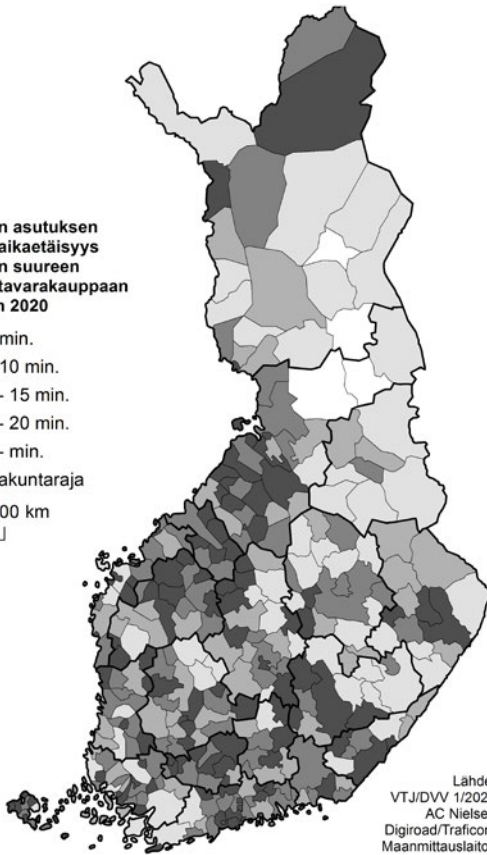 n asutuksen
aikaetäisyys
n suureen
tavarakauppaan
n 2020
min.
10 min.
- 15 min.
- 20 min.
- min.
akuntaraja
00 km
Lähde
VTJ/DVV 1/202
AC Nielse
Digiroad/Traficor
Maanmittauslaito